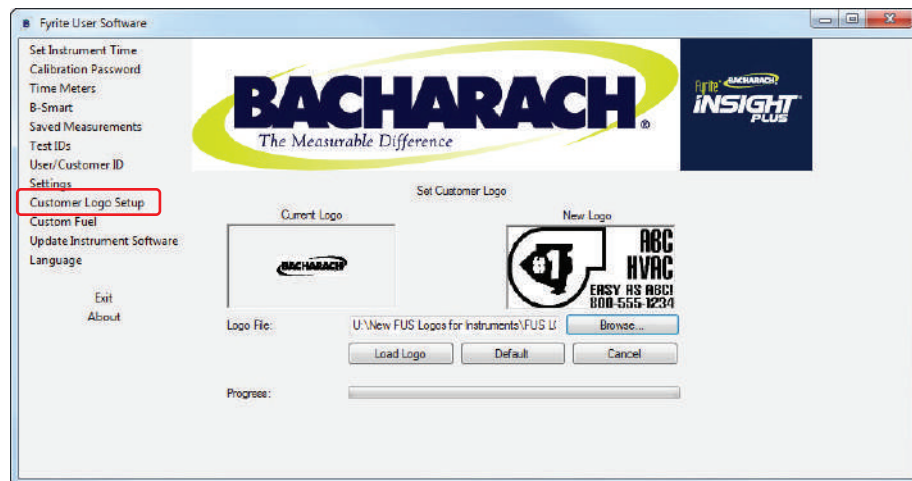 Fyrite User Software
Set Instrument Time
Calibration Password
Time Meters
B-Smart
Saved Measurements
Test IDs
User/Customer ID
Settings
Customer Logo Setup
Custom Fuel
Update Instrument Software
Language
Exit
About
BACHARACH®
The Measurable Difference
Fyrite® BACHARACH®
INSIGHT®
PLUS
Set Customer Logo
Current Logo
New Logo
BACHARACH
#1
ABC
HVAC
EASY AS ABC!
800-555-1234
Logo File:
U:\New FUS Logos for Instruments\FUS L
Browse...
Load Logo
Default
Cancel
Progress: